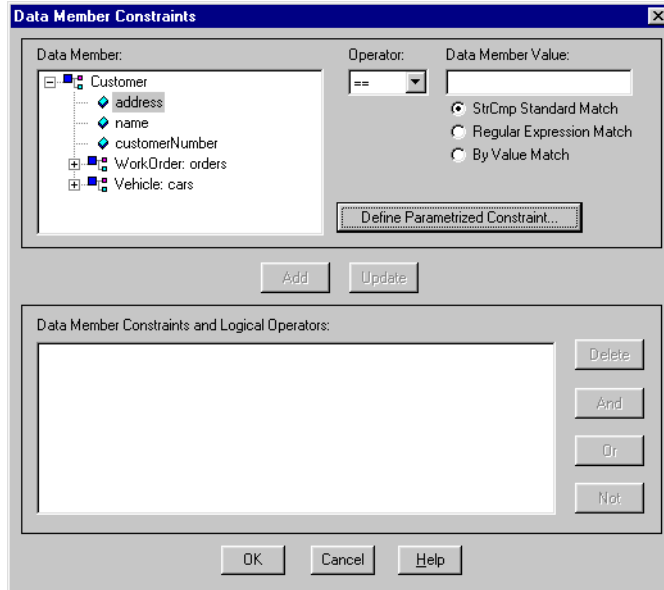 Data Member Constraints
Data Member:
Operator:
Data Member Value:
Customer
address
name
customerNumber
WorkOrder: orders
Vehicle: cars
==
StrCmp Standard Match
Regular Expression Match
By Value Match
Define Parametrized Constraint...
Add
Update
Data Member Constraints and Logical Operators:
Delete
And
Or
Not
OK
Cancel
Help